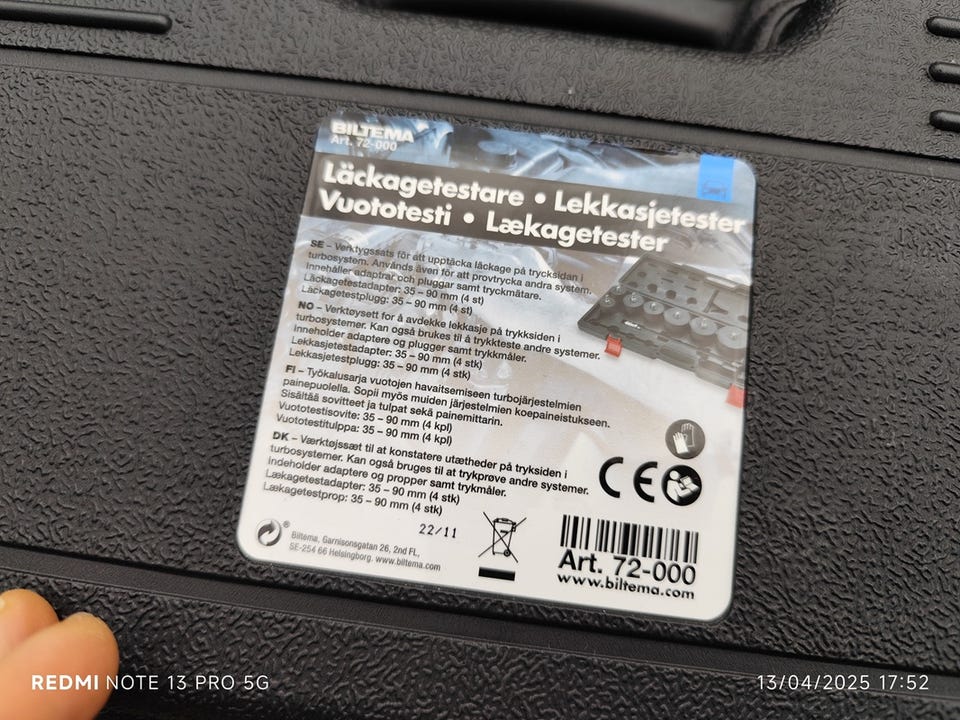 BILTEMA
Art. 72-000
Läckagetestare • Lekkasjetester
Vuototesti • Lækagetester
SE – Verktygssats för att upptäcka läckage på trycksidan i
turbosystem. Används även för att provtrycka andra system.
Innehåller adaptrar och pluggar samt tryckmätare.
Läckagetestadapter: 35 – 90 mm (4 st)
Läckagetestplugg: 35 – 90 mm (4 st)
NO – Verktøysett for å avdekke lekkasje på trykksiden i
turbosystemer. Kan også brukes til å trykkteste andre systemer.
Inneholder adaptere og plugger samt trykkmåler.
Lekkasjetestadapter: 35 – 90 mm (4 stk)
Lekkasjetestplugg: 35 – 90 mm (4 stk)
FI – Työkalusarja vuotojen havaitsemiseen turbojärjestelmien
painepuolella. Sopii myös muiden järjestelmien koepaineistukseen.
Sisältää sovitteet ja tulpat sekä painemittarin.
Vuototestisovite: 35 – 90 mm (4 kpl)
Vuototestitulppa: 35 – 90 mm (4 kpl)
DK – Værktøjssæt til at konstatere utætheder på tryksiden i
turbosystemer. Kan også bruges til at trykprøve andre systemer.
Indeholder adaptere og propper samt trykmåler.
Lækagetestadapter: 35 – 90 mm (4 stk)
Lækagetestprop: 35 – 90 mm (4 stk)
CE
22/11
Biltema, Garnisonsgatan 26, 2nd FL,
SE-254 66 Helsingborg. www.biltema.com
Art. 72-000
www.biltema.com
REDMI NOTE 13 PRO 5G
13/04/2025 17:52